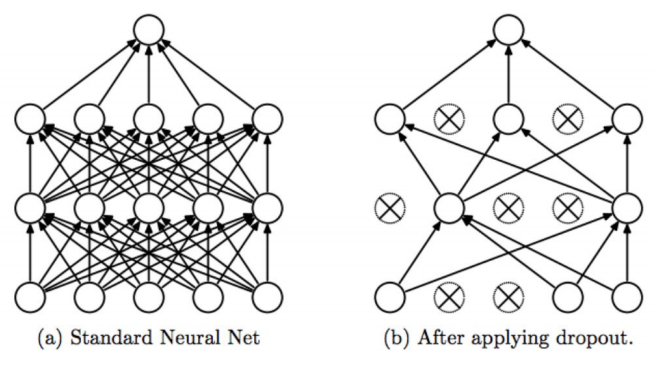 (a) Standard Neural Net
(b) After applying dropout.